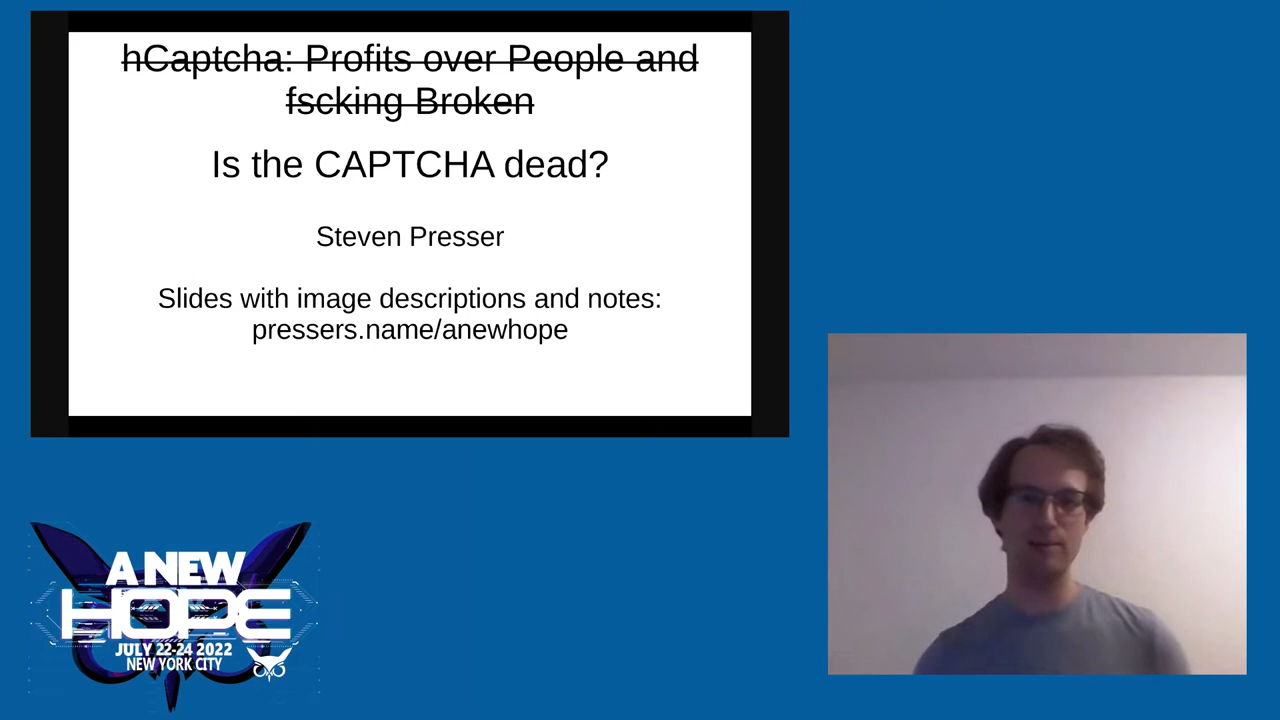 hCaptcha: Profits over People and
fscking Broken
Is the CAPTCHA dead?
Steven Presser
Slides with image descriptions and notes:
pressers.name/anewhope
A NEW
HOPE
JULY 22-24 2022
NEW YORK CITY